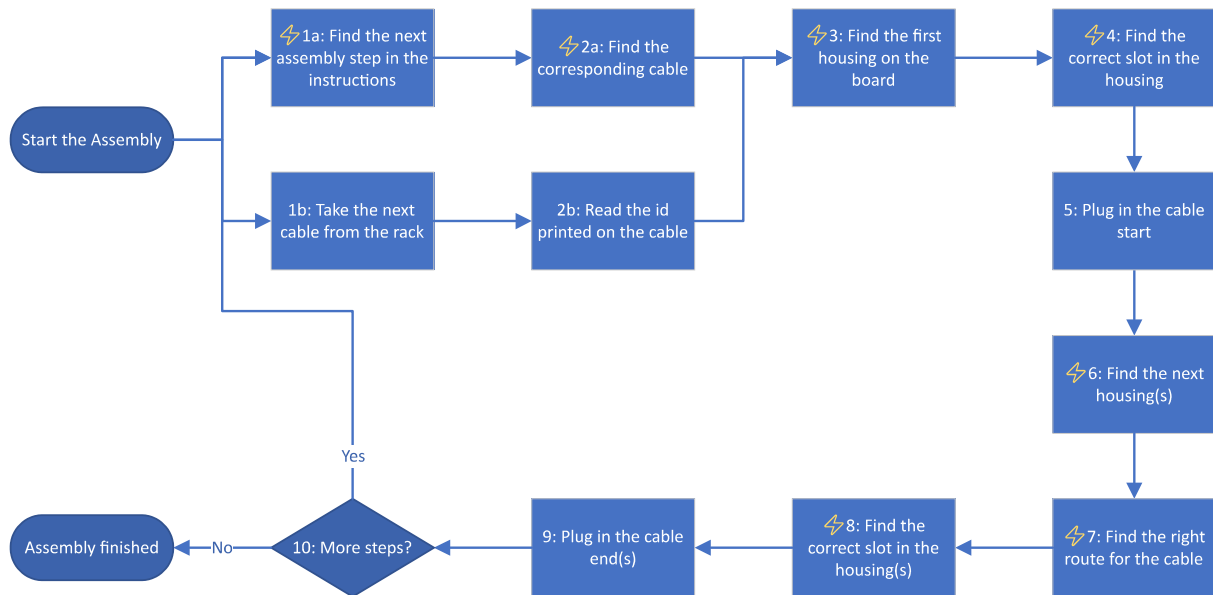 1a: Find the next
assembly step in the
instructions
2a: Find the
corresponding cable
3: Find the first
housing on the
board
4: Find the
correct slot in the
housing
Start the Assembly
1b: Take the next
cable from the rack
2b: Read the id
printed on the cable
5: Plug in the cable
start
6: Find the next
housing(s)
Yes
Assembly finished
No
10: More steps?
9: Plug in the cable
end(s)
8: Find the
correct slot in the
housing(s)
7: Find the right
route for the cable